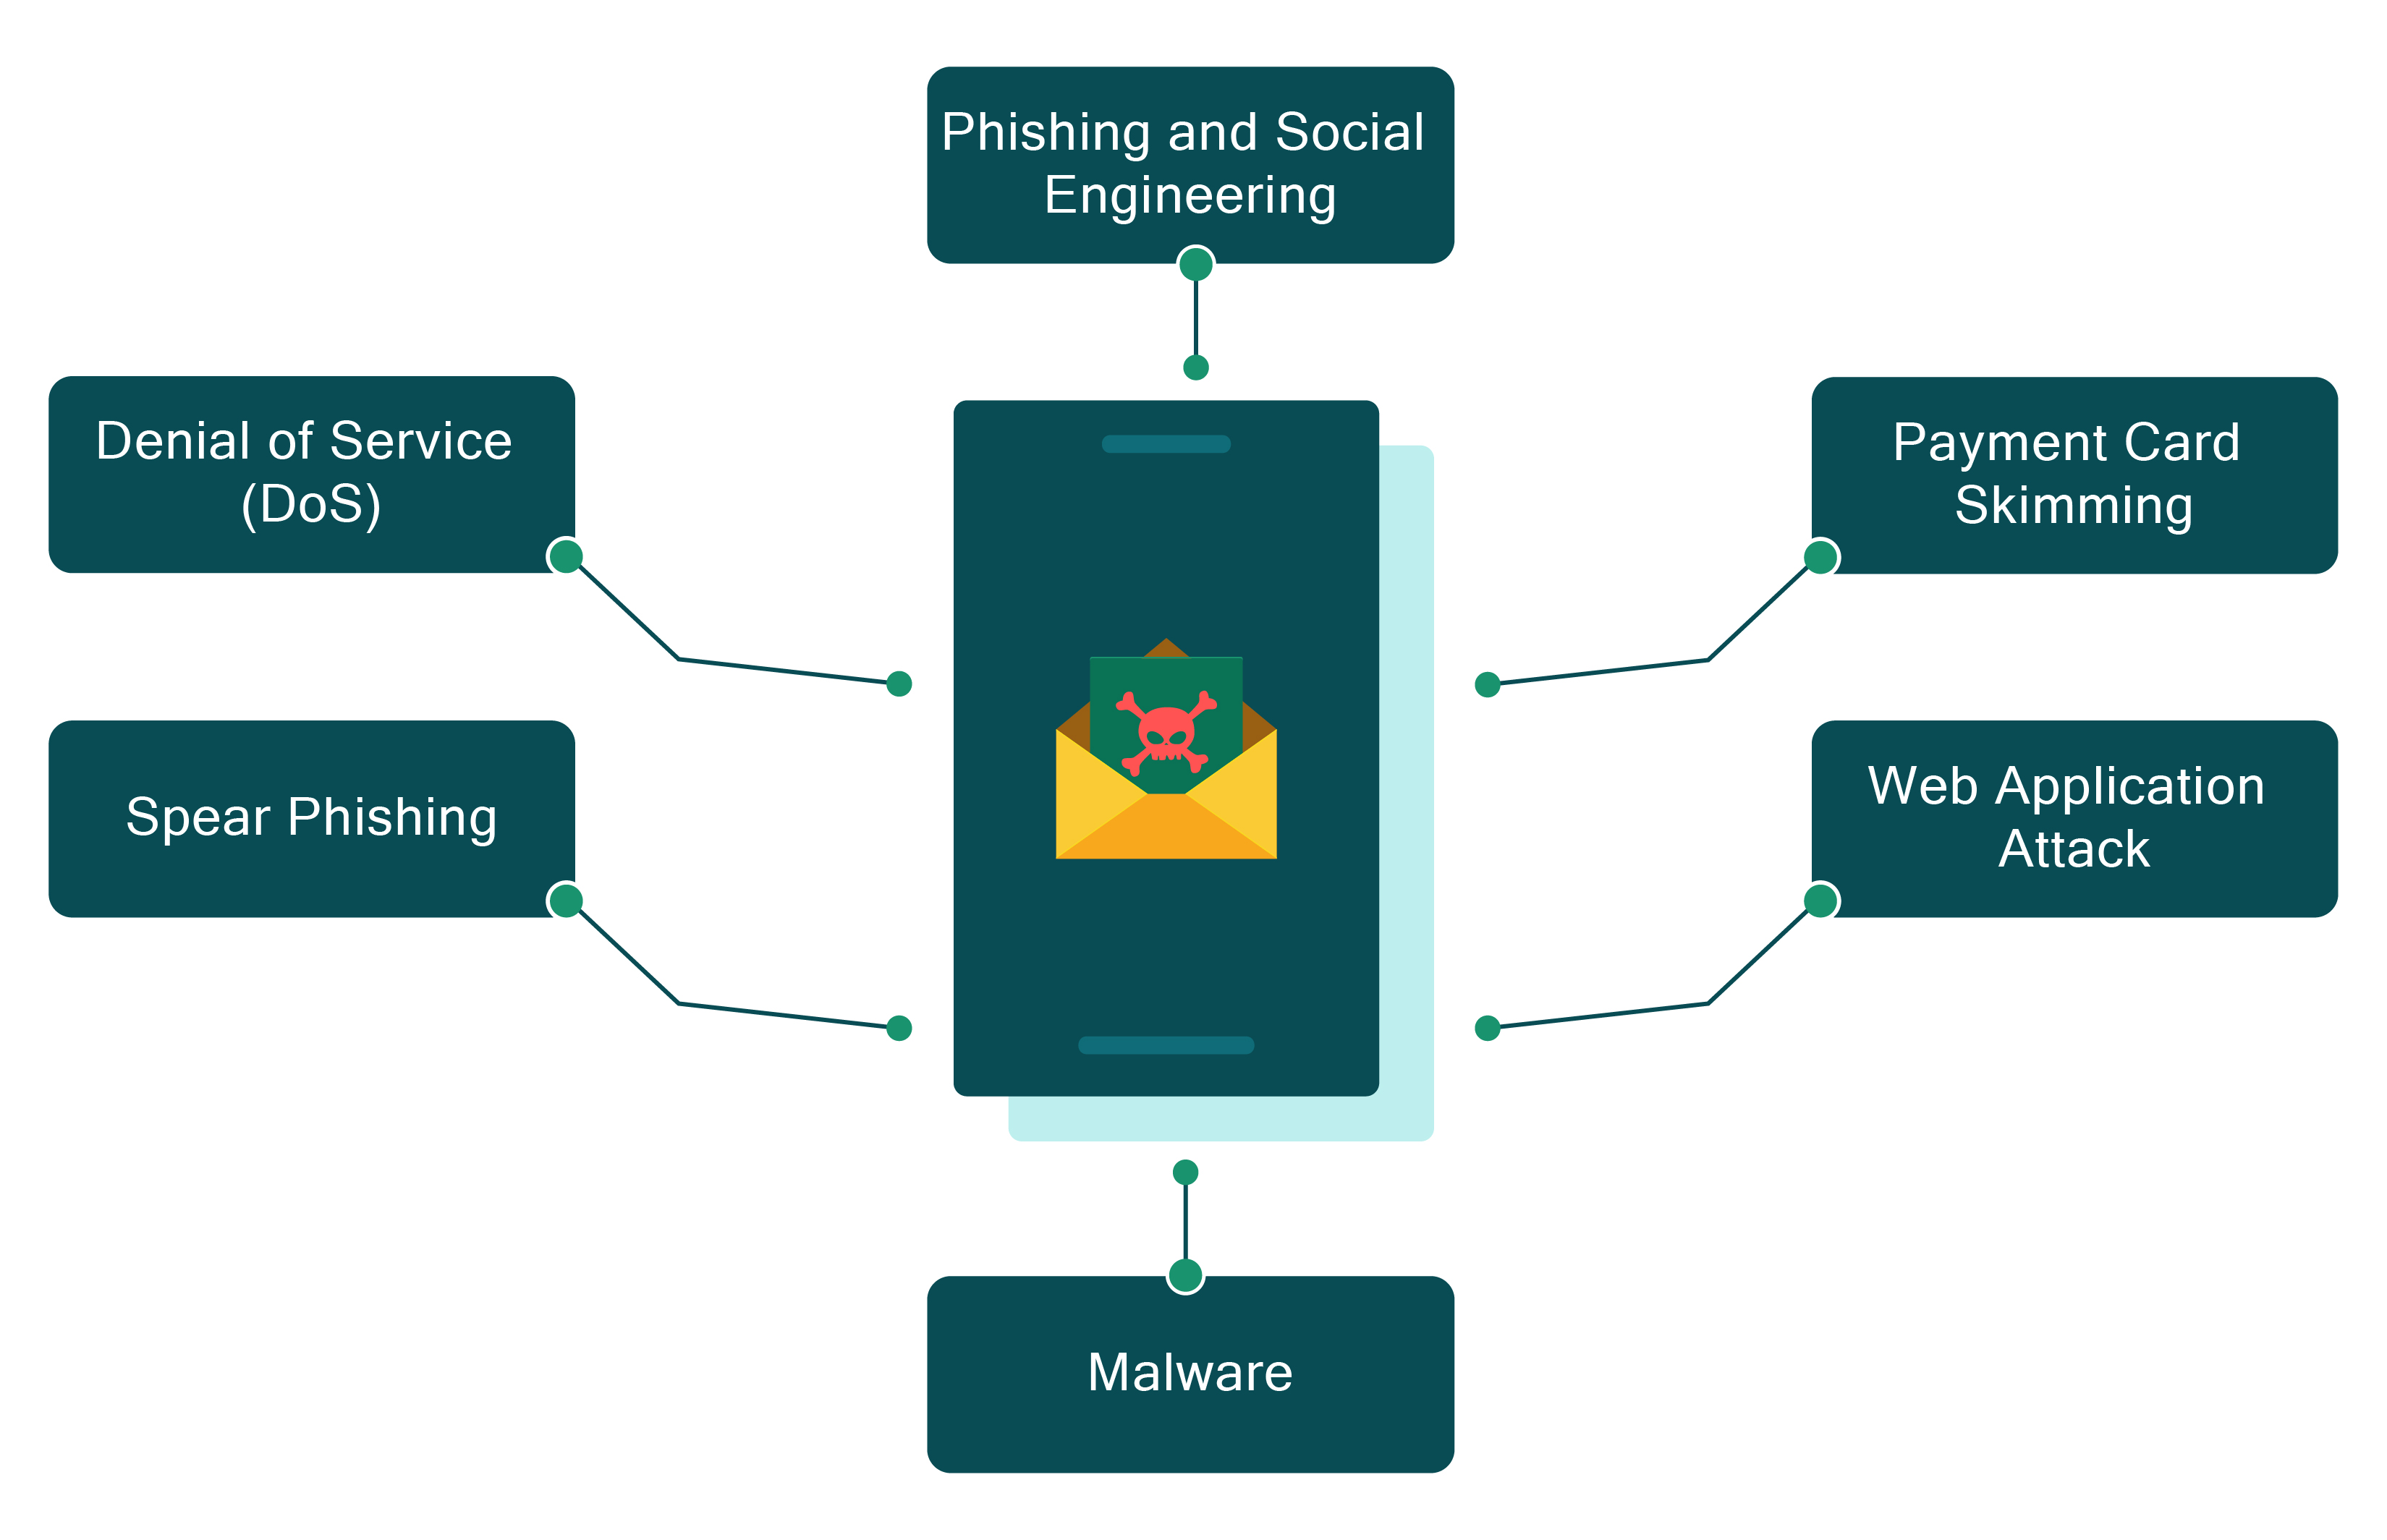 Phishing and Social
Engineering
Denial of Service
(DoS)
Payment Card
Skimming
Spear Phishing
Web Application
Attack
Malware